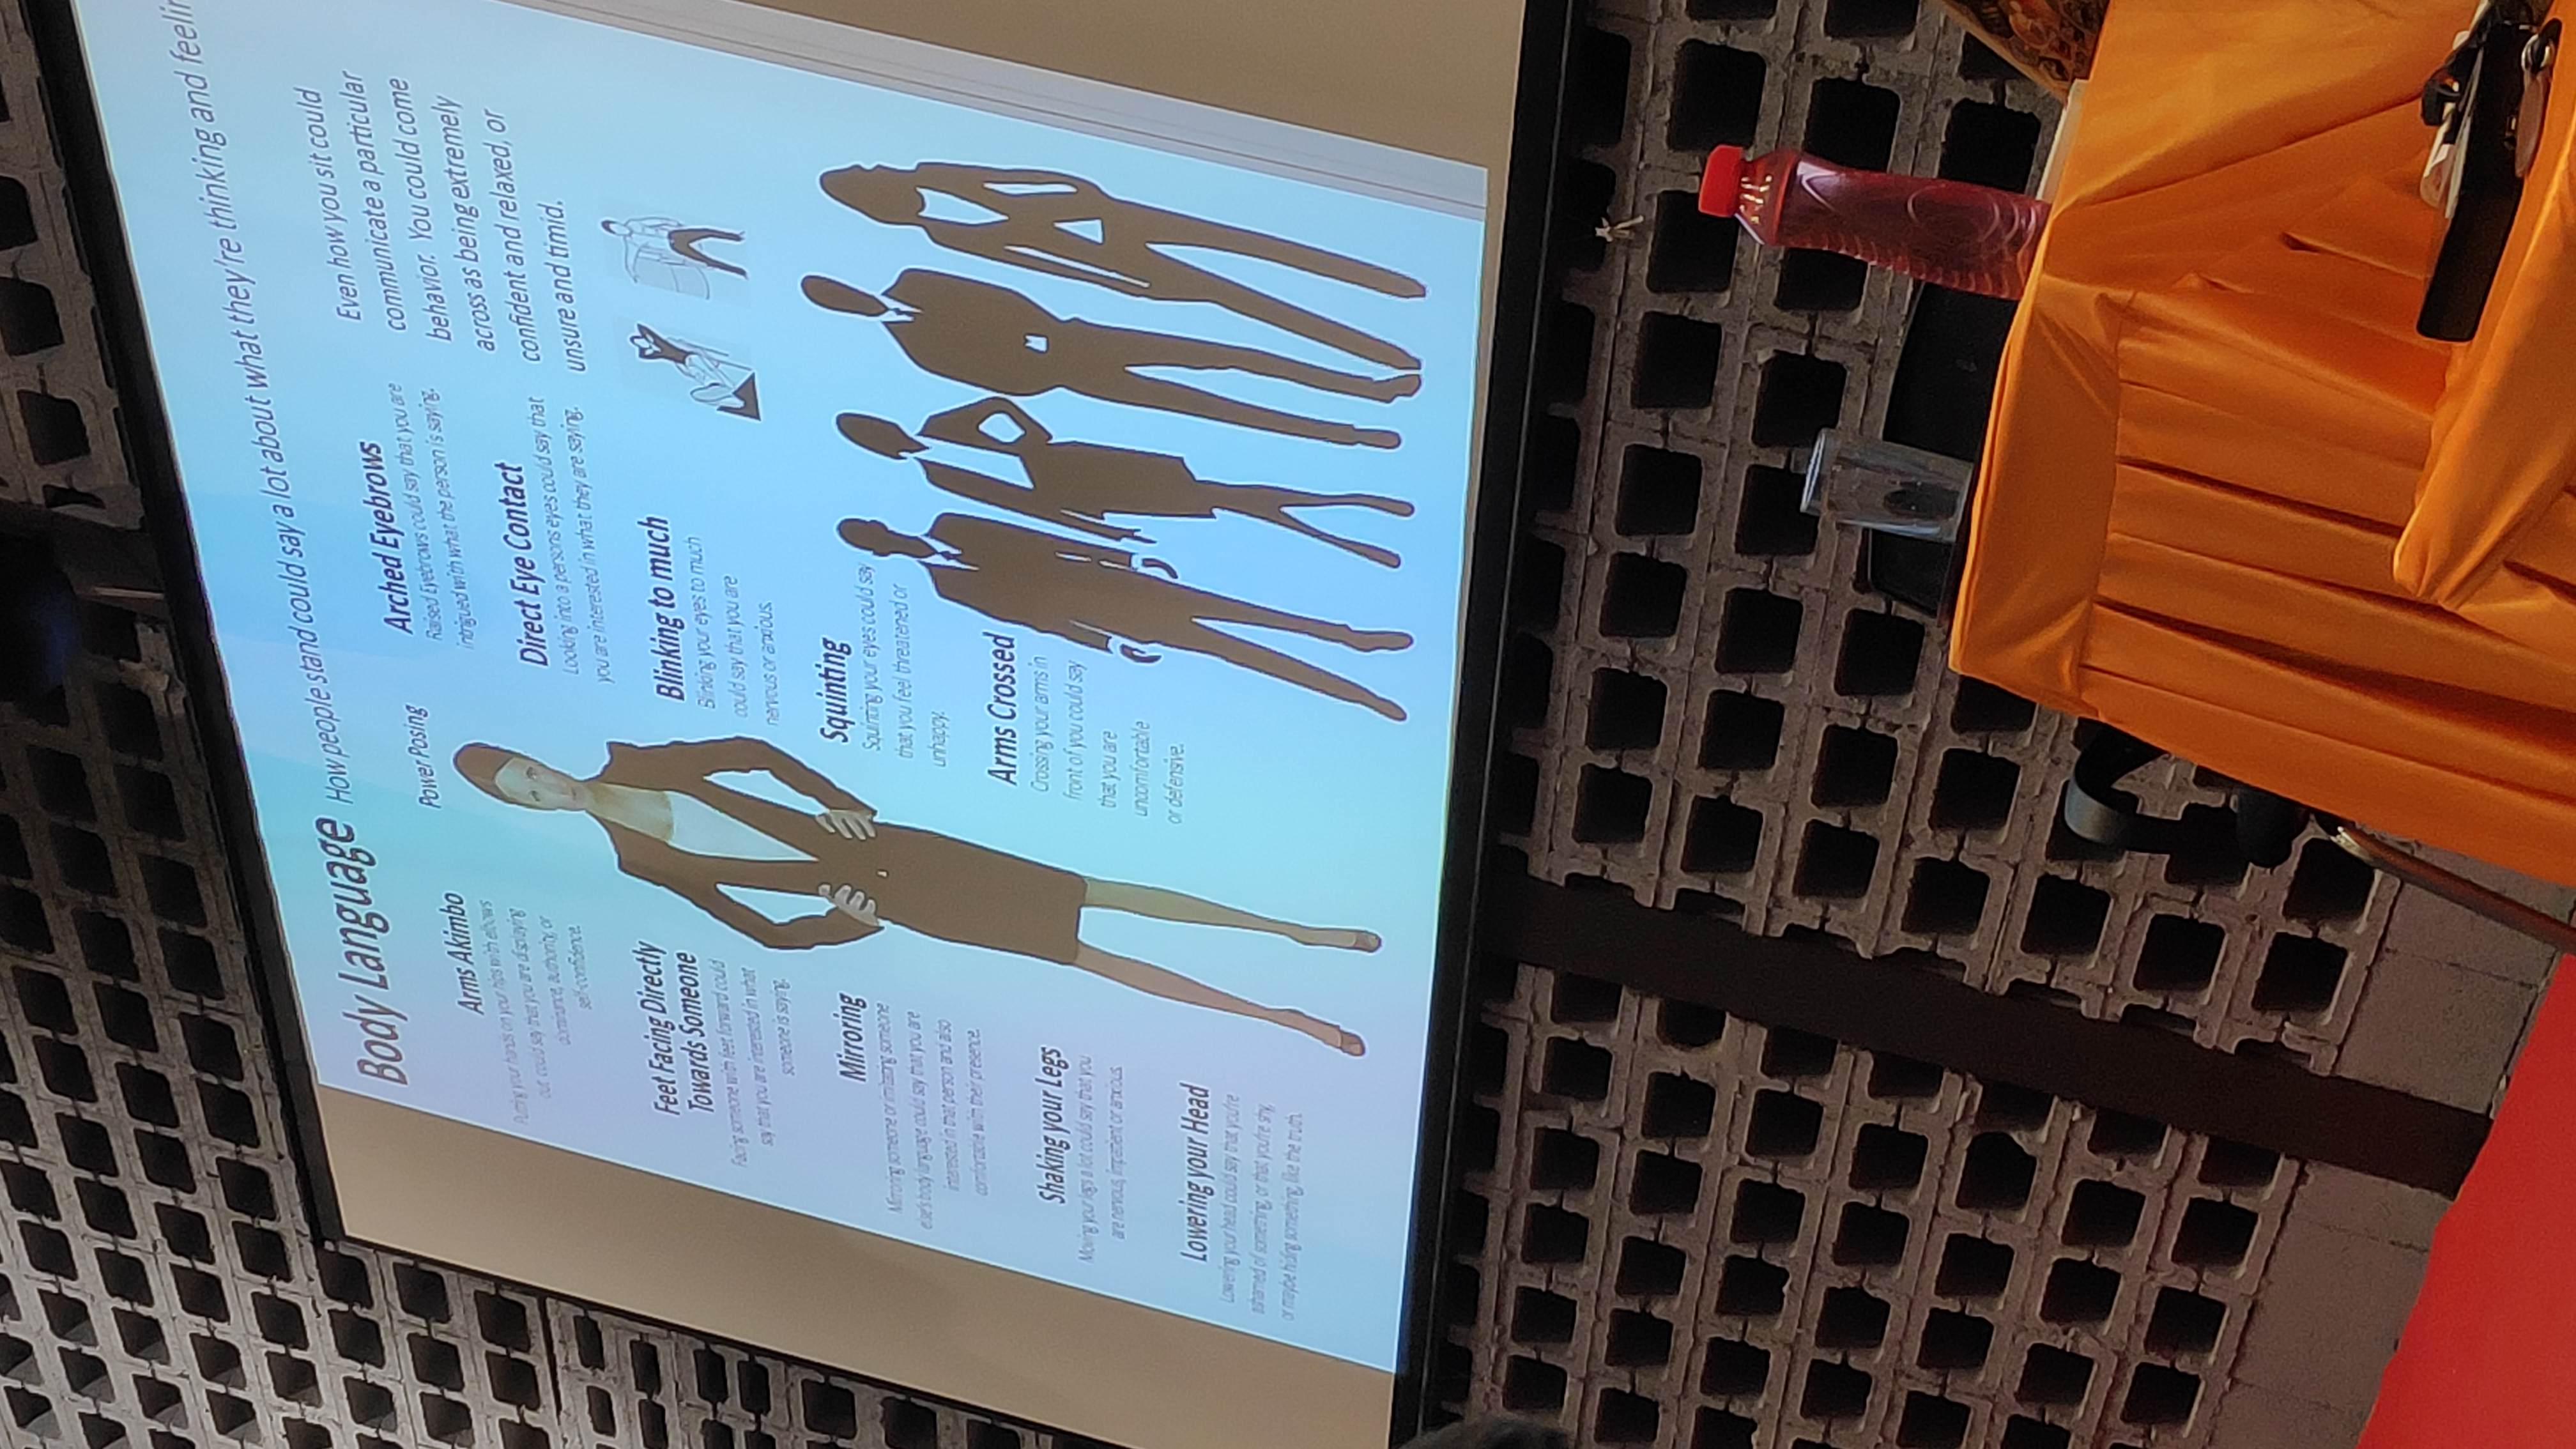 Body Language How people stand could say a lot about what they're thinking and
Power Posing
Arms Akimbo
Putting your hands on your hips with elbows
out could say that you are displaying
dominance, authority, or
self-confidence.
Feet Facing Directly
Towards Someone
Facing someone with feet forward could
say that you are interested in what
someone is saying.
Mirroring
Mirroring someone or imitating someone
else's body language could say that you are
interested in that person and also
comfortable with their presence.
Shaking your Legs
Moving your legs a lot could say that you
are nervous, impatient or anxious.
Lowering your Head
Lowering your head could say that you're
ashamed of something, or that you're shy,
or maybe hiding something, like the truth.
Arched Eyebrows
Raised Eyebrows could say that you are
intrigued with what the person is saying.
Direct Eye Contact
Looking into a persons eyes could say that
you are interested in what they are saying.
Blinking to much
Blinking your eyes to much
could say that you are
nervous or anxious.
Squinting
Squinting your eyes could say
that you feel threatened or
unhappy.
Arms Crossed
Crossing your arms in
front of you could say
that you are
uncomfortable
or defensive.
Even how you sit could
communicate a particular
behavior. You could come
across as being extremely
confident and relaxed, or
unsure and timid.